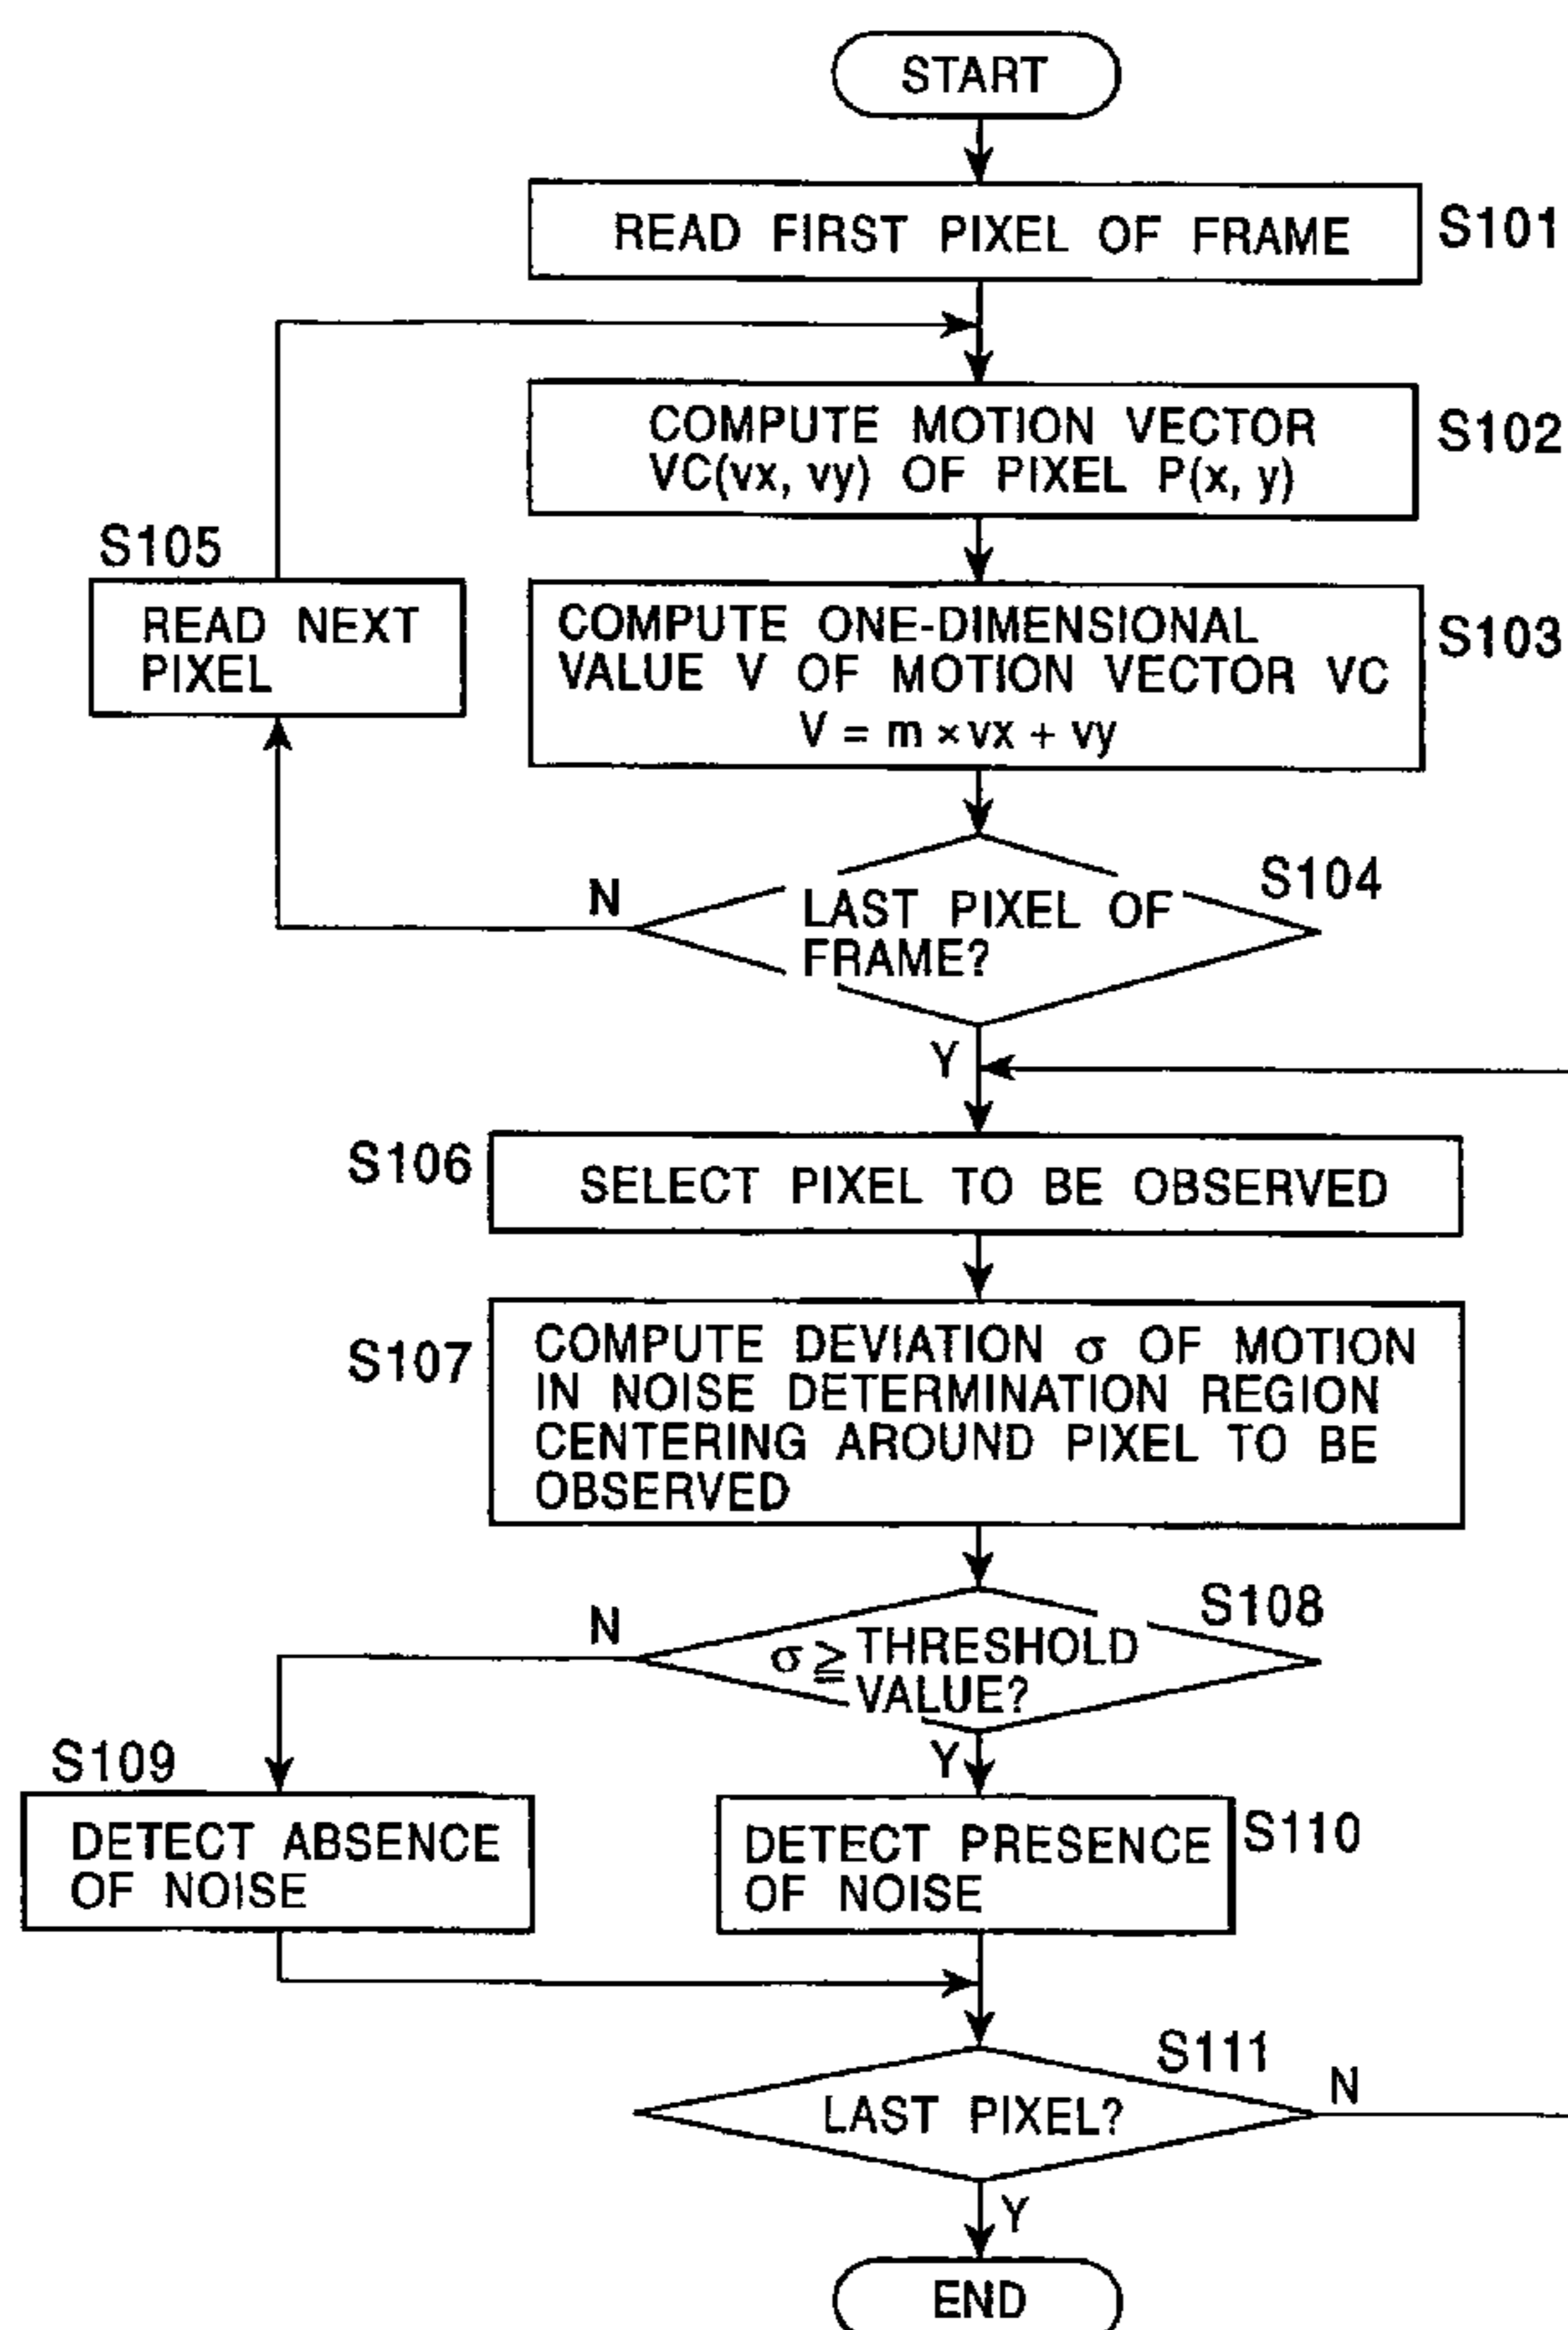 START
READ FIRST PIXEL OF FRAME
S101
COMPUTE MOTION VECTOR
VC(vx, vy) OF PIXEL P(x, y)
S102
S105
READ NEXT
PIXEL
COMPUTE ONE-DIMENSIONAL
VALUE V OF MOTION VECTOR VC
V = m × vx + vy
S103
S104
N
LAST PIXEL OF
FRAME?
Y
S106
SELECT PIXEL TO BE OBSERVED
S107
COMPUTE DEVIATION σ OF MOTION
IN NOISE DETERMINATION REGION
CENTERING AROUND PIXEL TO BE
OBSERVED
S108
N
σ ≧ THRESHOLD
VALUE?
Y
S109
DETECT ABSENCE
OF NOISE
DETECT PRESENCE
OF NOISE
S110
S111
LAST PIXEL?
N
Y
END